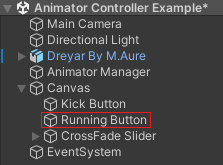 Animator Controller Example*
Main Camera
Directional Light
Dreyar By M.Aure
Animator Manager
Canvas
Kick Button
Running Button
CrossFade Slider
EventSystem